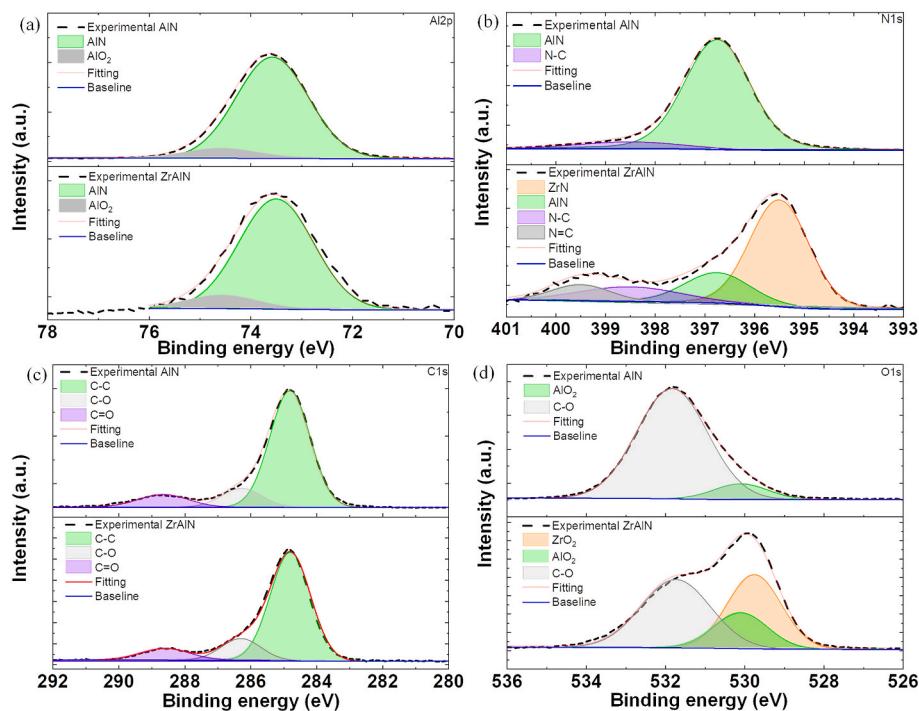 (a)
Al2p
Experimental AlN
AlN
AlO2
Fitting
Baseline
Experimental ZrAlN
AlN
AlO2
Fitting
Baseline
Intensity (a.u.)
78 76 74 72 70
Binding energy (eV)
(b)
N1s
Experimental AlN
AlN
N-C
Fitting
Baseline
Experimental ZrAlN
ZrN
AlN
N-C
N=C
Fitting
Baseline
Intensity (a.u.)
401 400 399 398 397 396 395 394 393
Binding energy (eV)
(c)
C1s
Experimental AlN
C-C
C-O
C=O
Fitting
Baseline
Experimental ZrAlN
C-C
C-O
C=O
Fitting
Baseline
Intensity (a.u.)
292 290 288 286 284 282 280
Binding energy (eV)
(d)
O1s
Experimental AlN
AlO2
C-O
Fitting
Baseline
Experimental ZrAlN
ZrO2
AlO2
C-O
Fitting
Baseline
Intensity (a.u.)
536 534 532 530 528 526
Binding energy (eV)